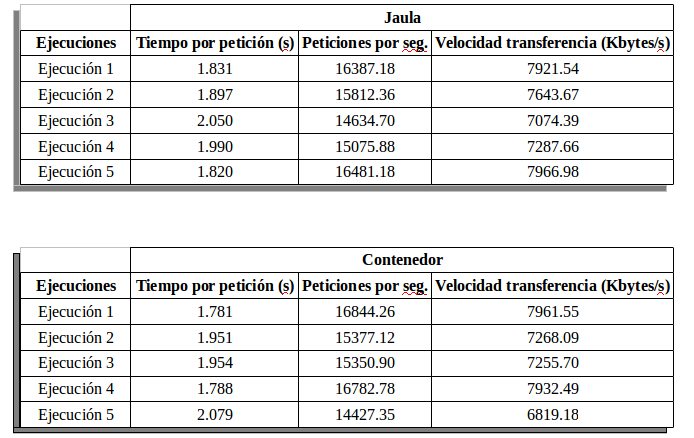 Jaula
Ejecuciones Tiempo por petición (s) Peticiones por seg. Velocidad transferencia (Kbytes/s)
Ejecución 1 1.831 16387.18 7921.54
Ejecución 2 1.897 15812.36 7643.67
Ejecución 3 2.050 14634.70 7074.39
Ejecución 4 1.990 15075.88 7287.66
Ejecución 5 1.820 16481.18 7966.98
Contenedor
Ejecuciones Tiempo por petición (s) Peticiones por seg. Velocidad transferencia (Kbytes/s)
Ejecución 1 1.781 16844.26 7961.55
Ejecución 2 1.951 15377.12 7268.09
Ejecución 3 1.954 15350.90 7255.70
Ejecución 4 1.788 16782.78 7932.49
Ejecución 5 2.079 14427.35 6819.18